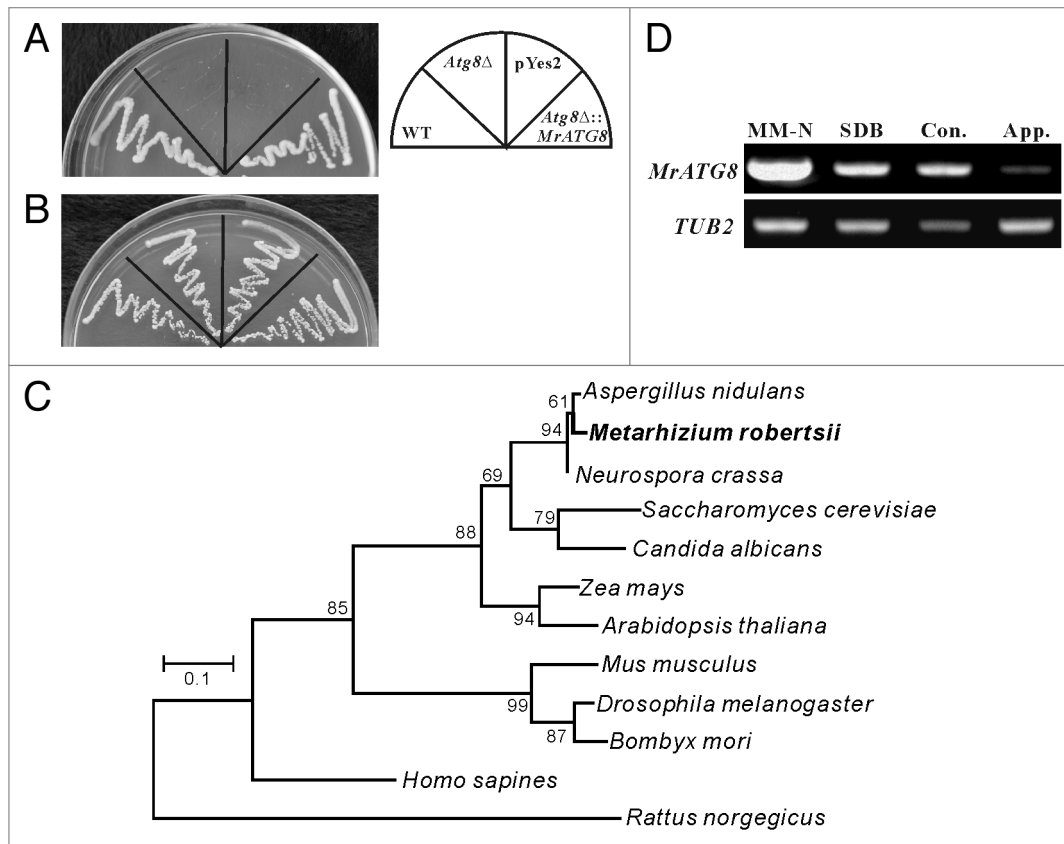 A
WT
Atg8Δ
pYes2
Atg8Δ::
MrATG8
B
D
MM-N SDB Con. App.
MrATG8
TUB2
C
Aspergillus nidulans
61
Metarhizium robertsii
94
Neurospora crassa
69
Saccharomyces cerevisiae
79
Candida albicans
88
Zea mays
94
Arabidopsis thaliana
85
Mus musculus
99
Drosophila melanogaster
87
Bombyx mori
0.1
Homo sapines
Rattus norgegicus